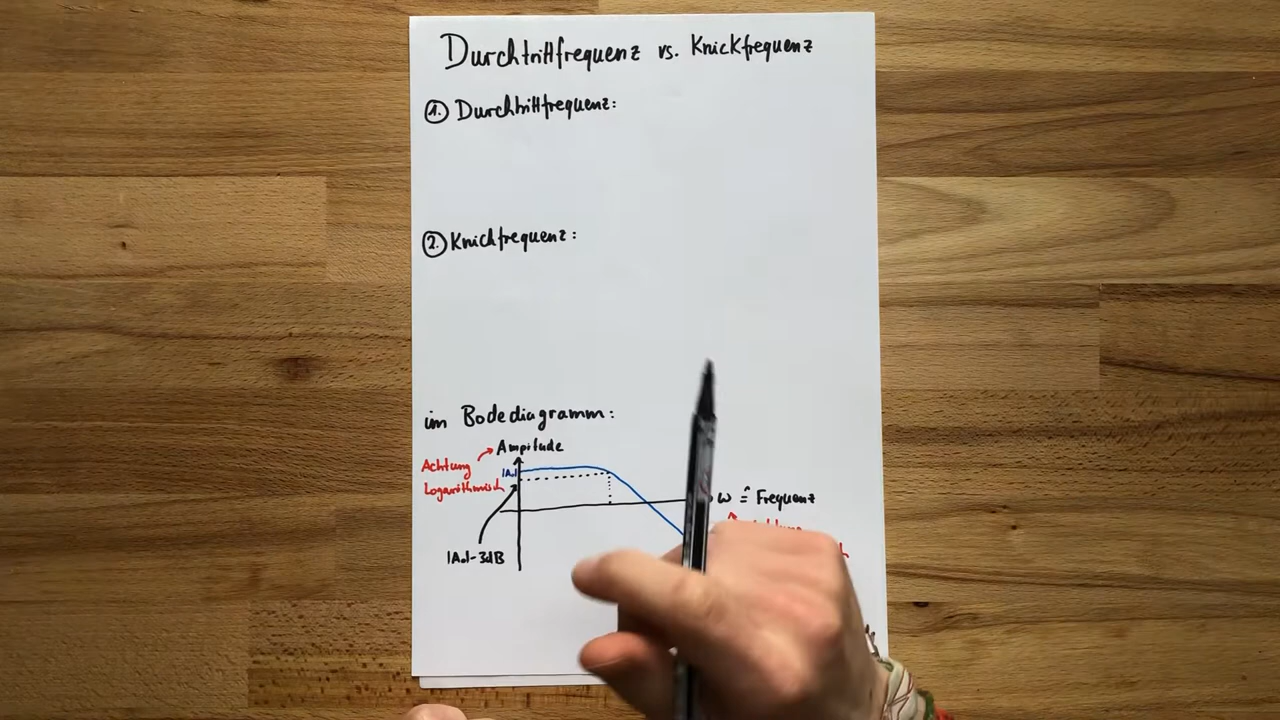 Durchtrittfrequenz vs. Knickfrequenz
1. Durchtrittfrequenz:
2. Knickfrequenz:
im Bodediagramm:
Amplitude
Achtung
Logarithmisch
|A₀|
ω ≙ Frequenz
|A₀|-3dB